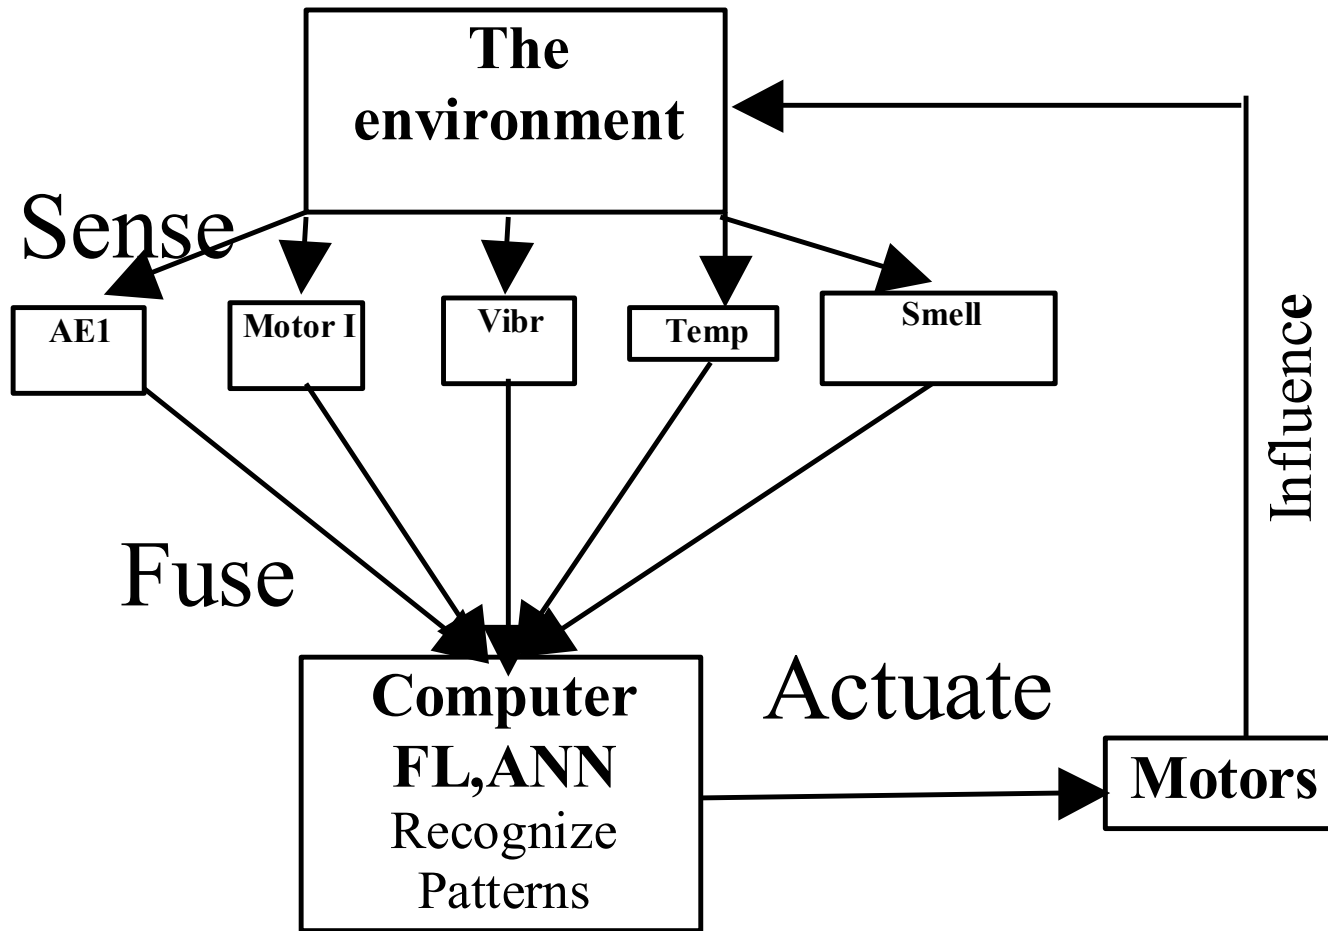 The
environment
Sense
AE1
Motor I
Vibr
Temp
Smell
Influence
Fuse
Computer
FL,ANN
Recognize
Patterns
Actuate
Motors